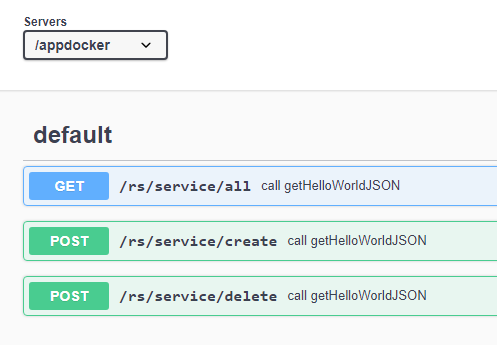 Servers
/appdocker
default
GET /rs/service/all call getHelloWorldJSON
POST /rs/service/create call getHelloWorldJSON
POST /rs/service/delete call getHelloWorldJSON